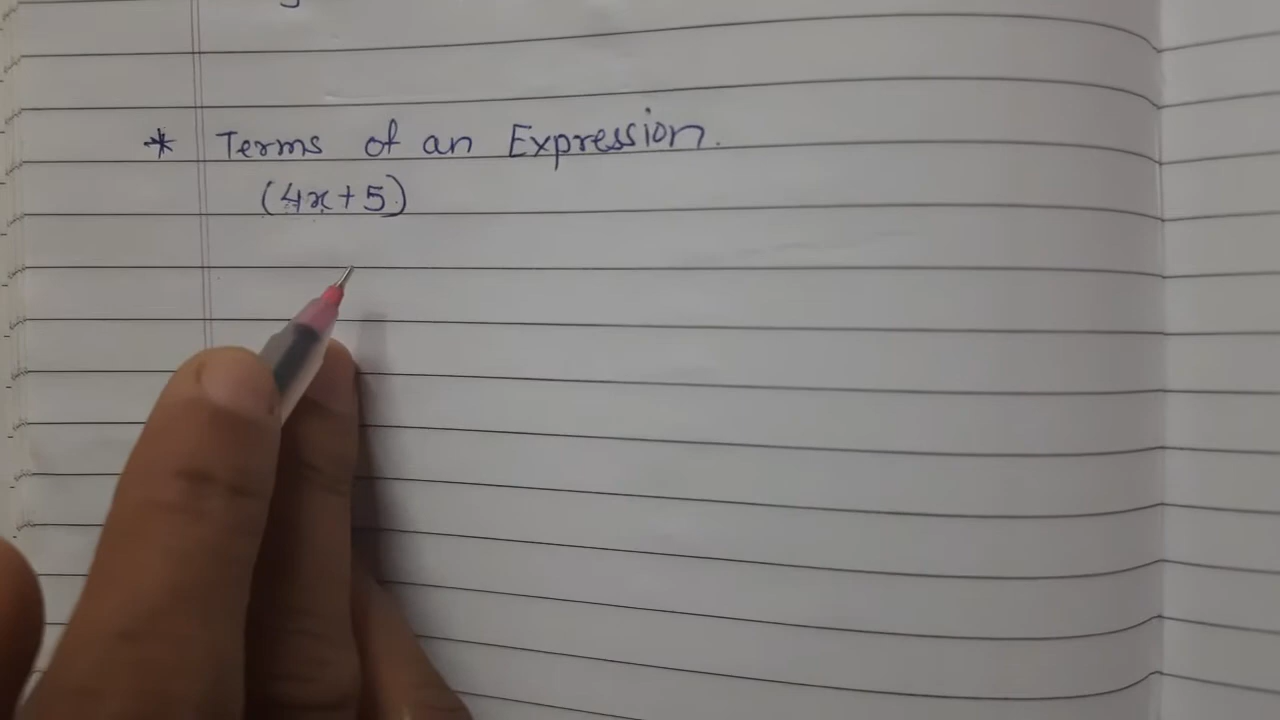 * Terms of an Expression.
(4x+5)